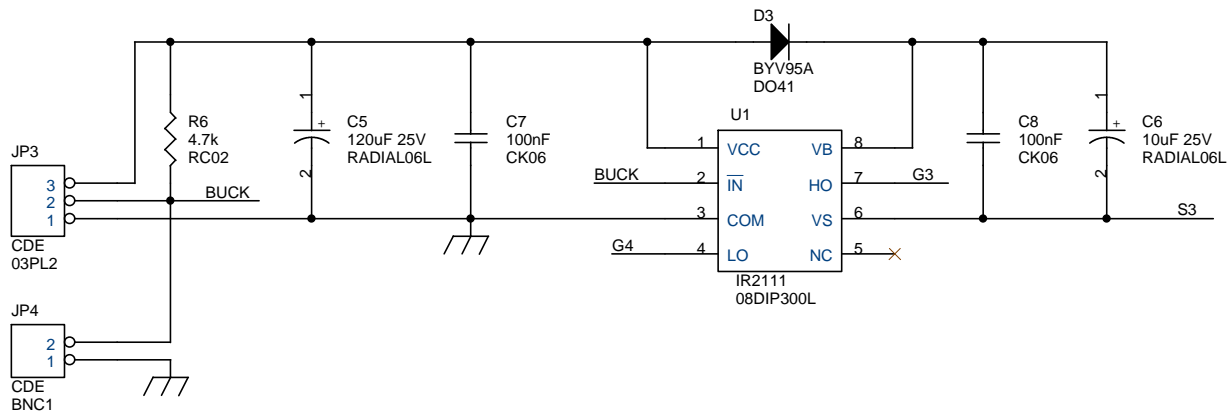 D3
BYV95A
DO41
R6
4.7k
RC02
1
2
C5
120uF 25V
RADIAL06L
C7
100nF
CK06
JP3
3
2
1
CDE
03PL2
BUCK
U1
1
VCC
BUCK
2
IN
3
COM
G4
4
LO
VB
8
HO
7
G3
VS
6
S3
NC
5
IR2111
08DIP300L
C8
100nF
CK06
1
2
C6
10uF 25V
RADIAL06L
JP4
2
1
CDE
BNC1